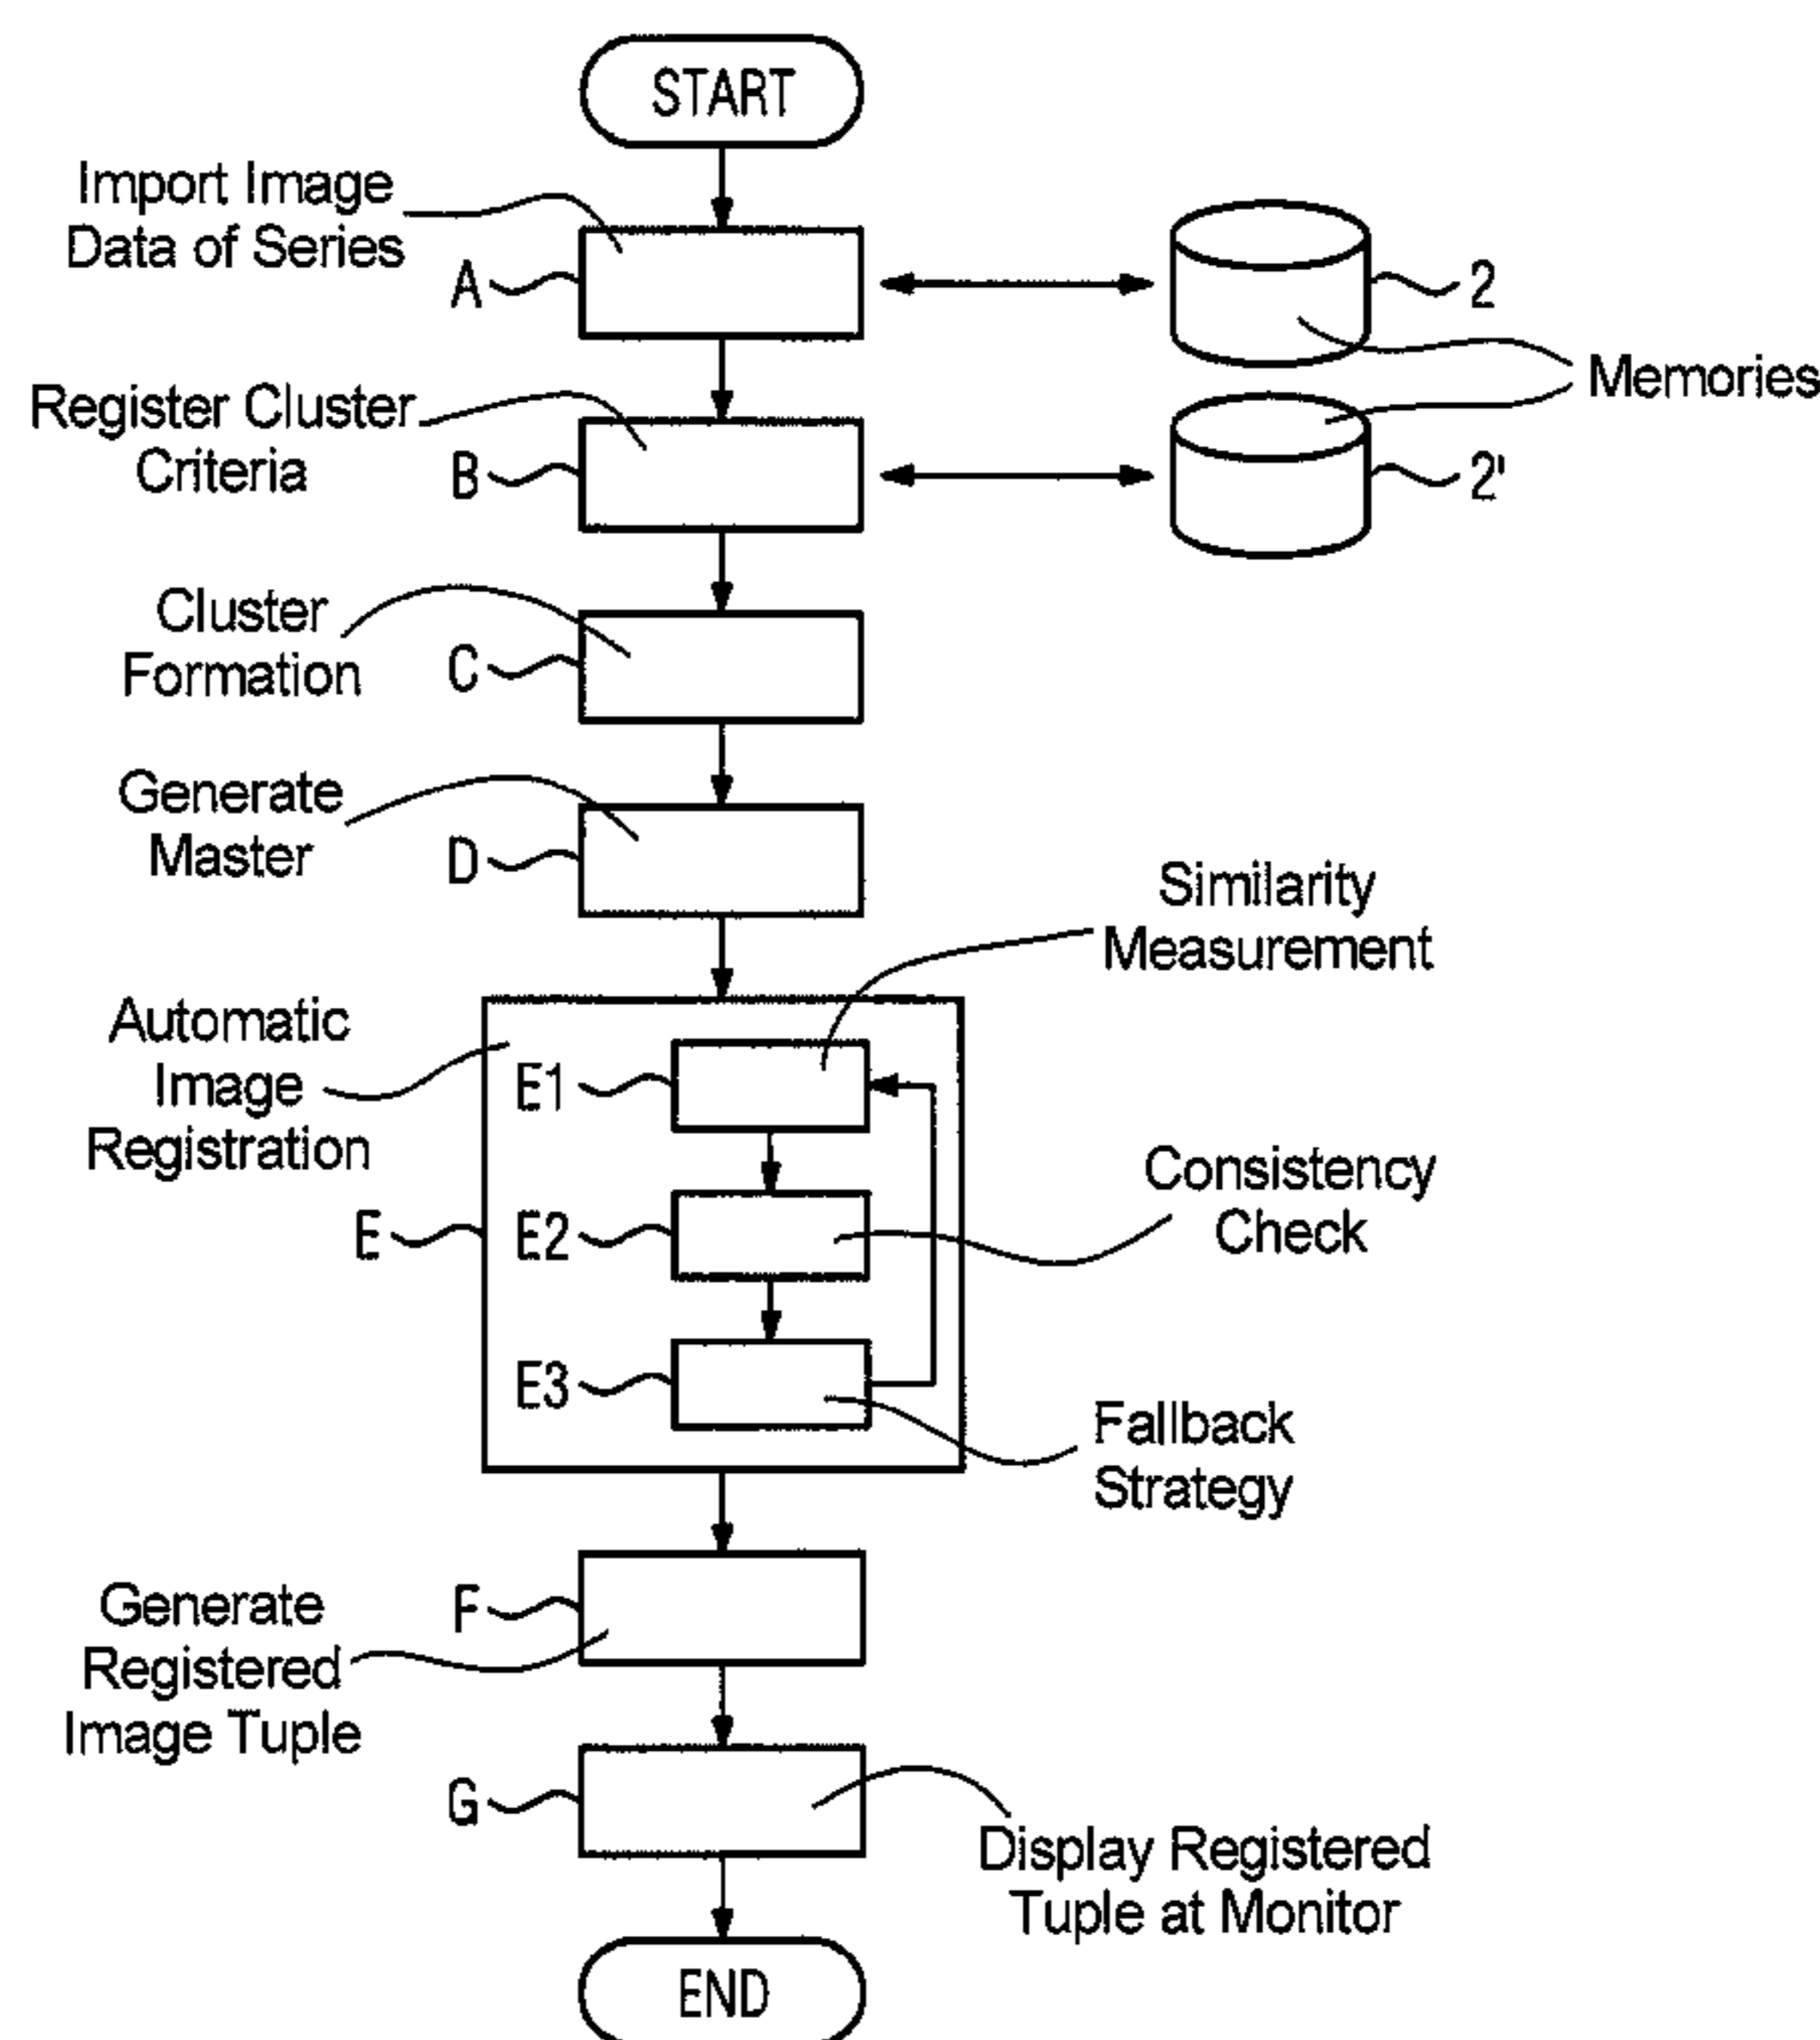 START
Import Image
Data of Series
A
2
Memories
Register Cluster
Criteria
B
2'
Cluster
Formation
C
Generate
Master
D
Similarity
Measurement
Automatic
Image
Registration
E1
Consistency
Check
E
E2
E3
Fallback
Strategy
Generate
Registered
Image Tuple
F
G
Display Registered
Tuple at Monitor
END